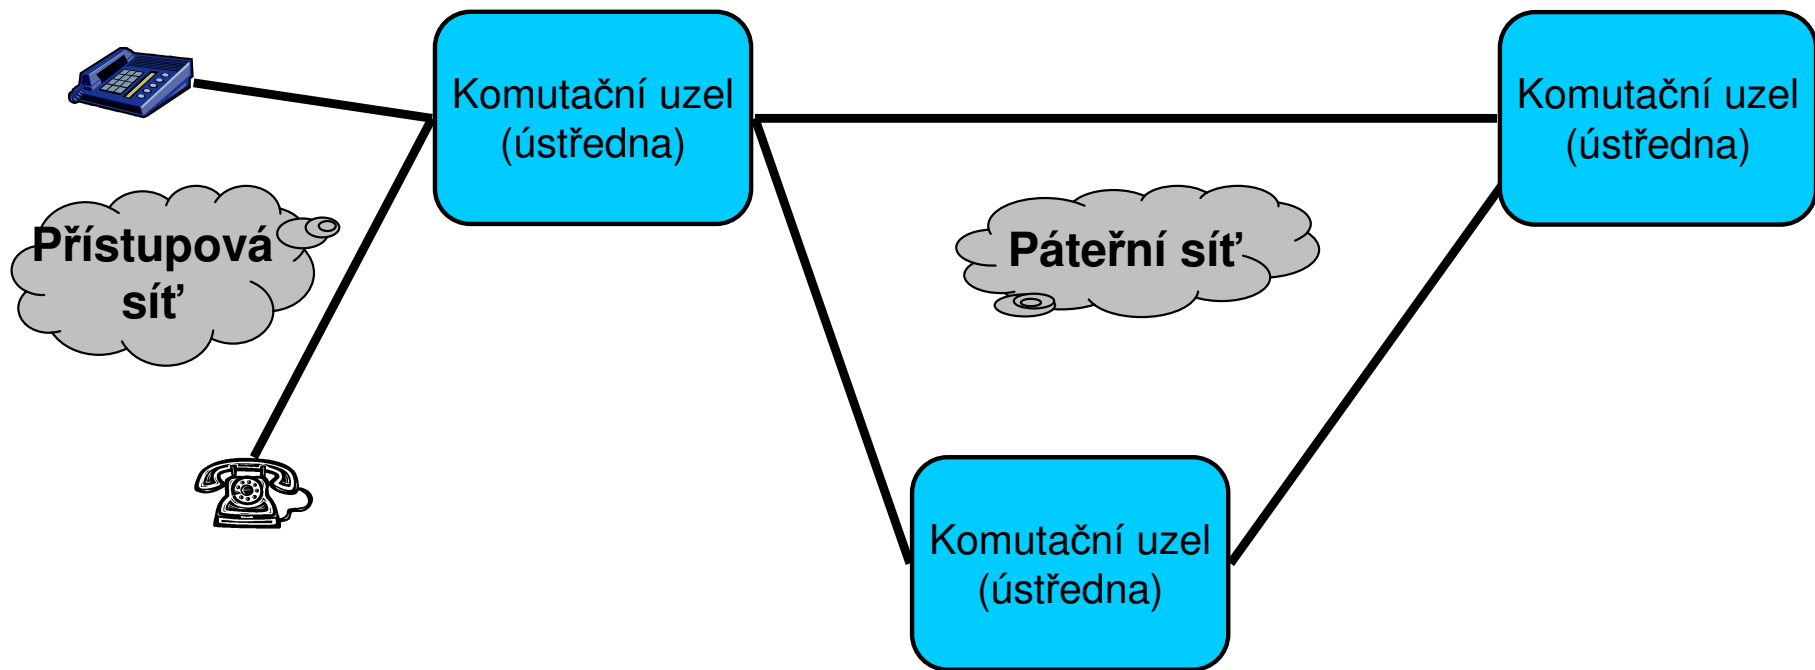 Komutační uzel
(ústředna)
Komutační uzel
(ústředna)
Přístupová
síť
Páteřní síť
Komutační uzel
(ústředna)